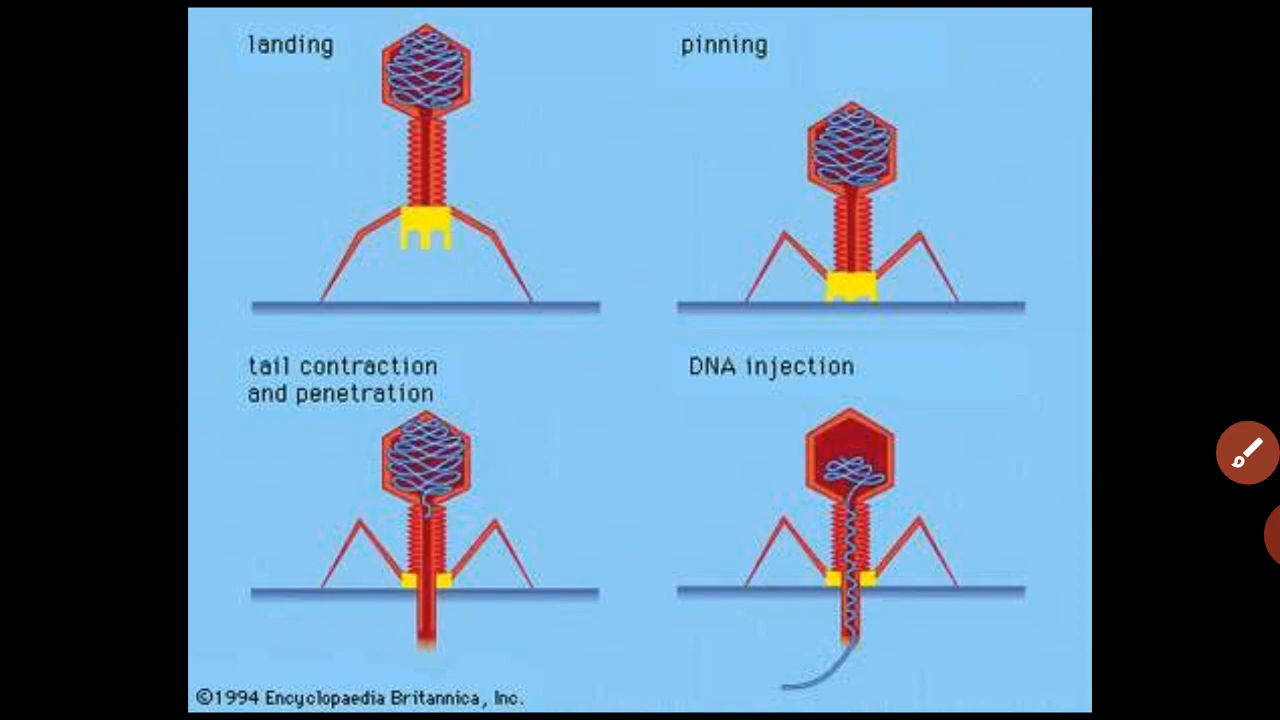 landing
pinning
tail contraction
and penetration
DNA injection
©1994 Encyclopaedia Britannica, Inc.